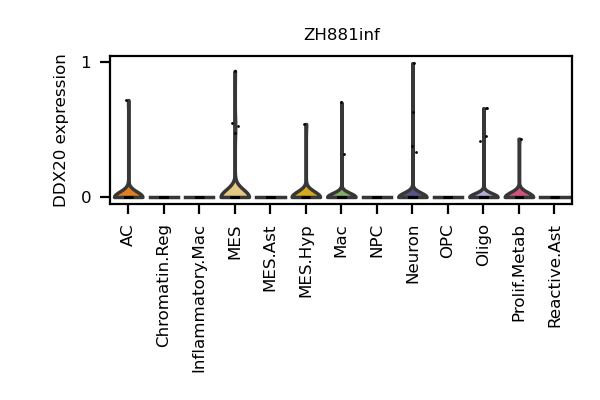 ZH881inf
DDX20 expression
1
0
AC
Chromatin.Reg
Inflammatory.Mac
MES
MES.Ast
MES.Hyp
Mac
NPC
Neuron
OPC
Oligo
Prolif.Metab
Reactive.Ast